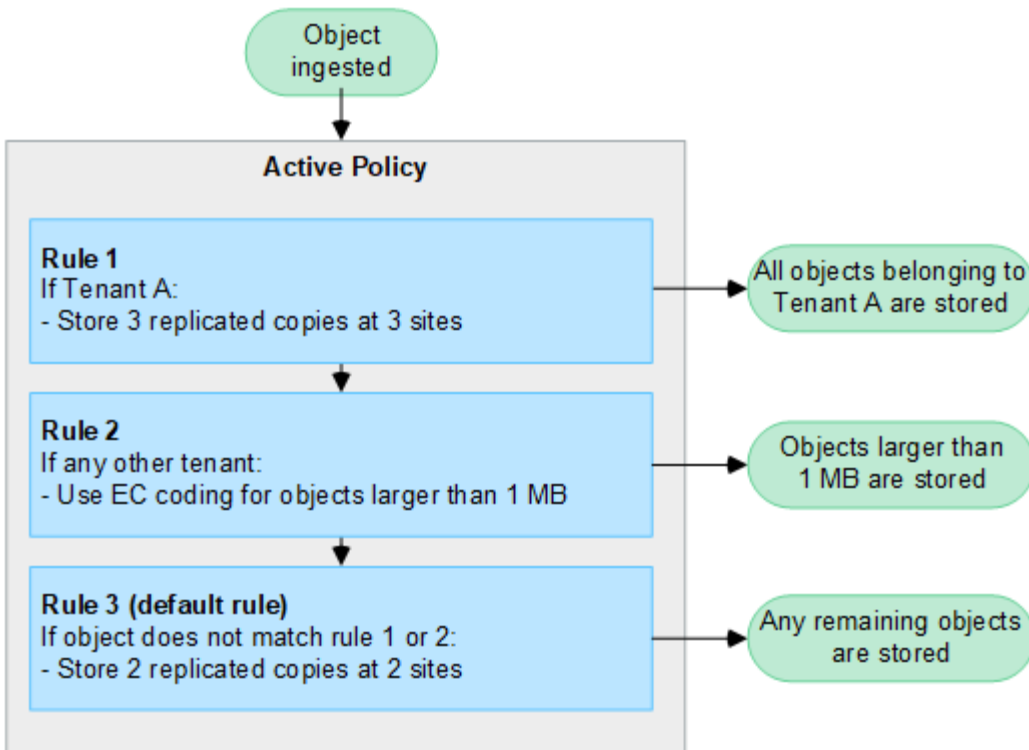 Object
ingested
Active Policy
Rule 1
If Tenant A:
- Store 3 replicated copies at 3 sites
All objects belonging to
Tenant A are stored
Rule 2
If any other tenant:
- Use EC coding for objects larger than 1 MB
Objects larger than
1 MB are stored
Rule 3 (default rule)
If object does not match rule 1 or 2:
- Store 2 replicated copies at 2 sites
Any remaining objects
are stored